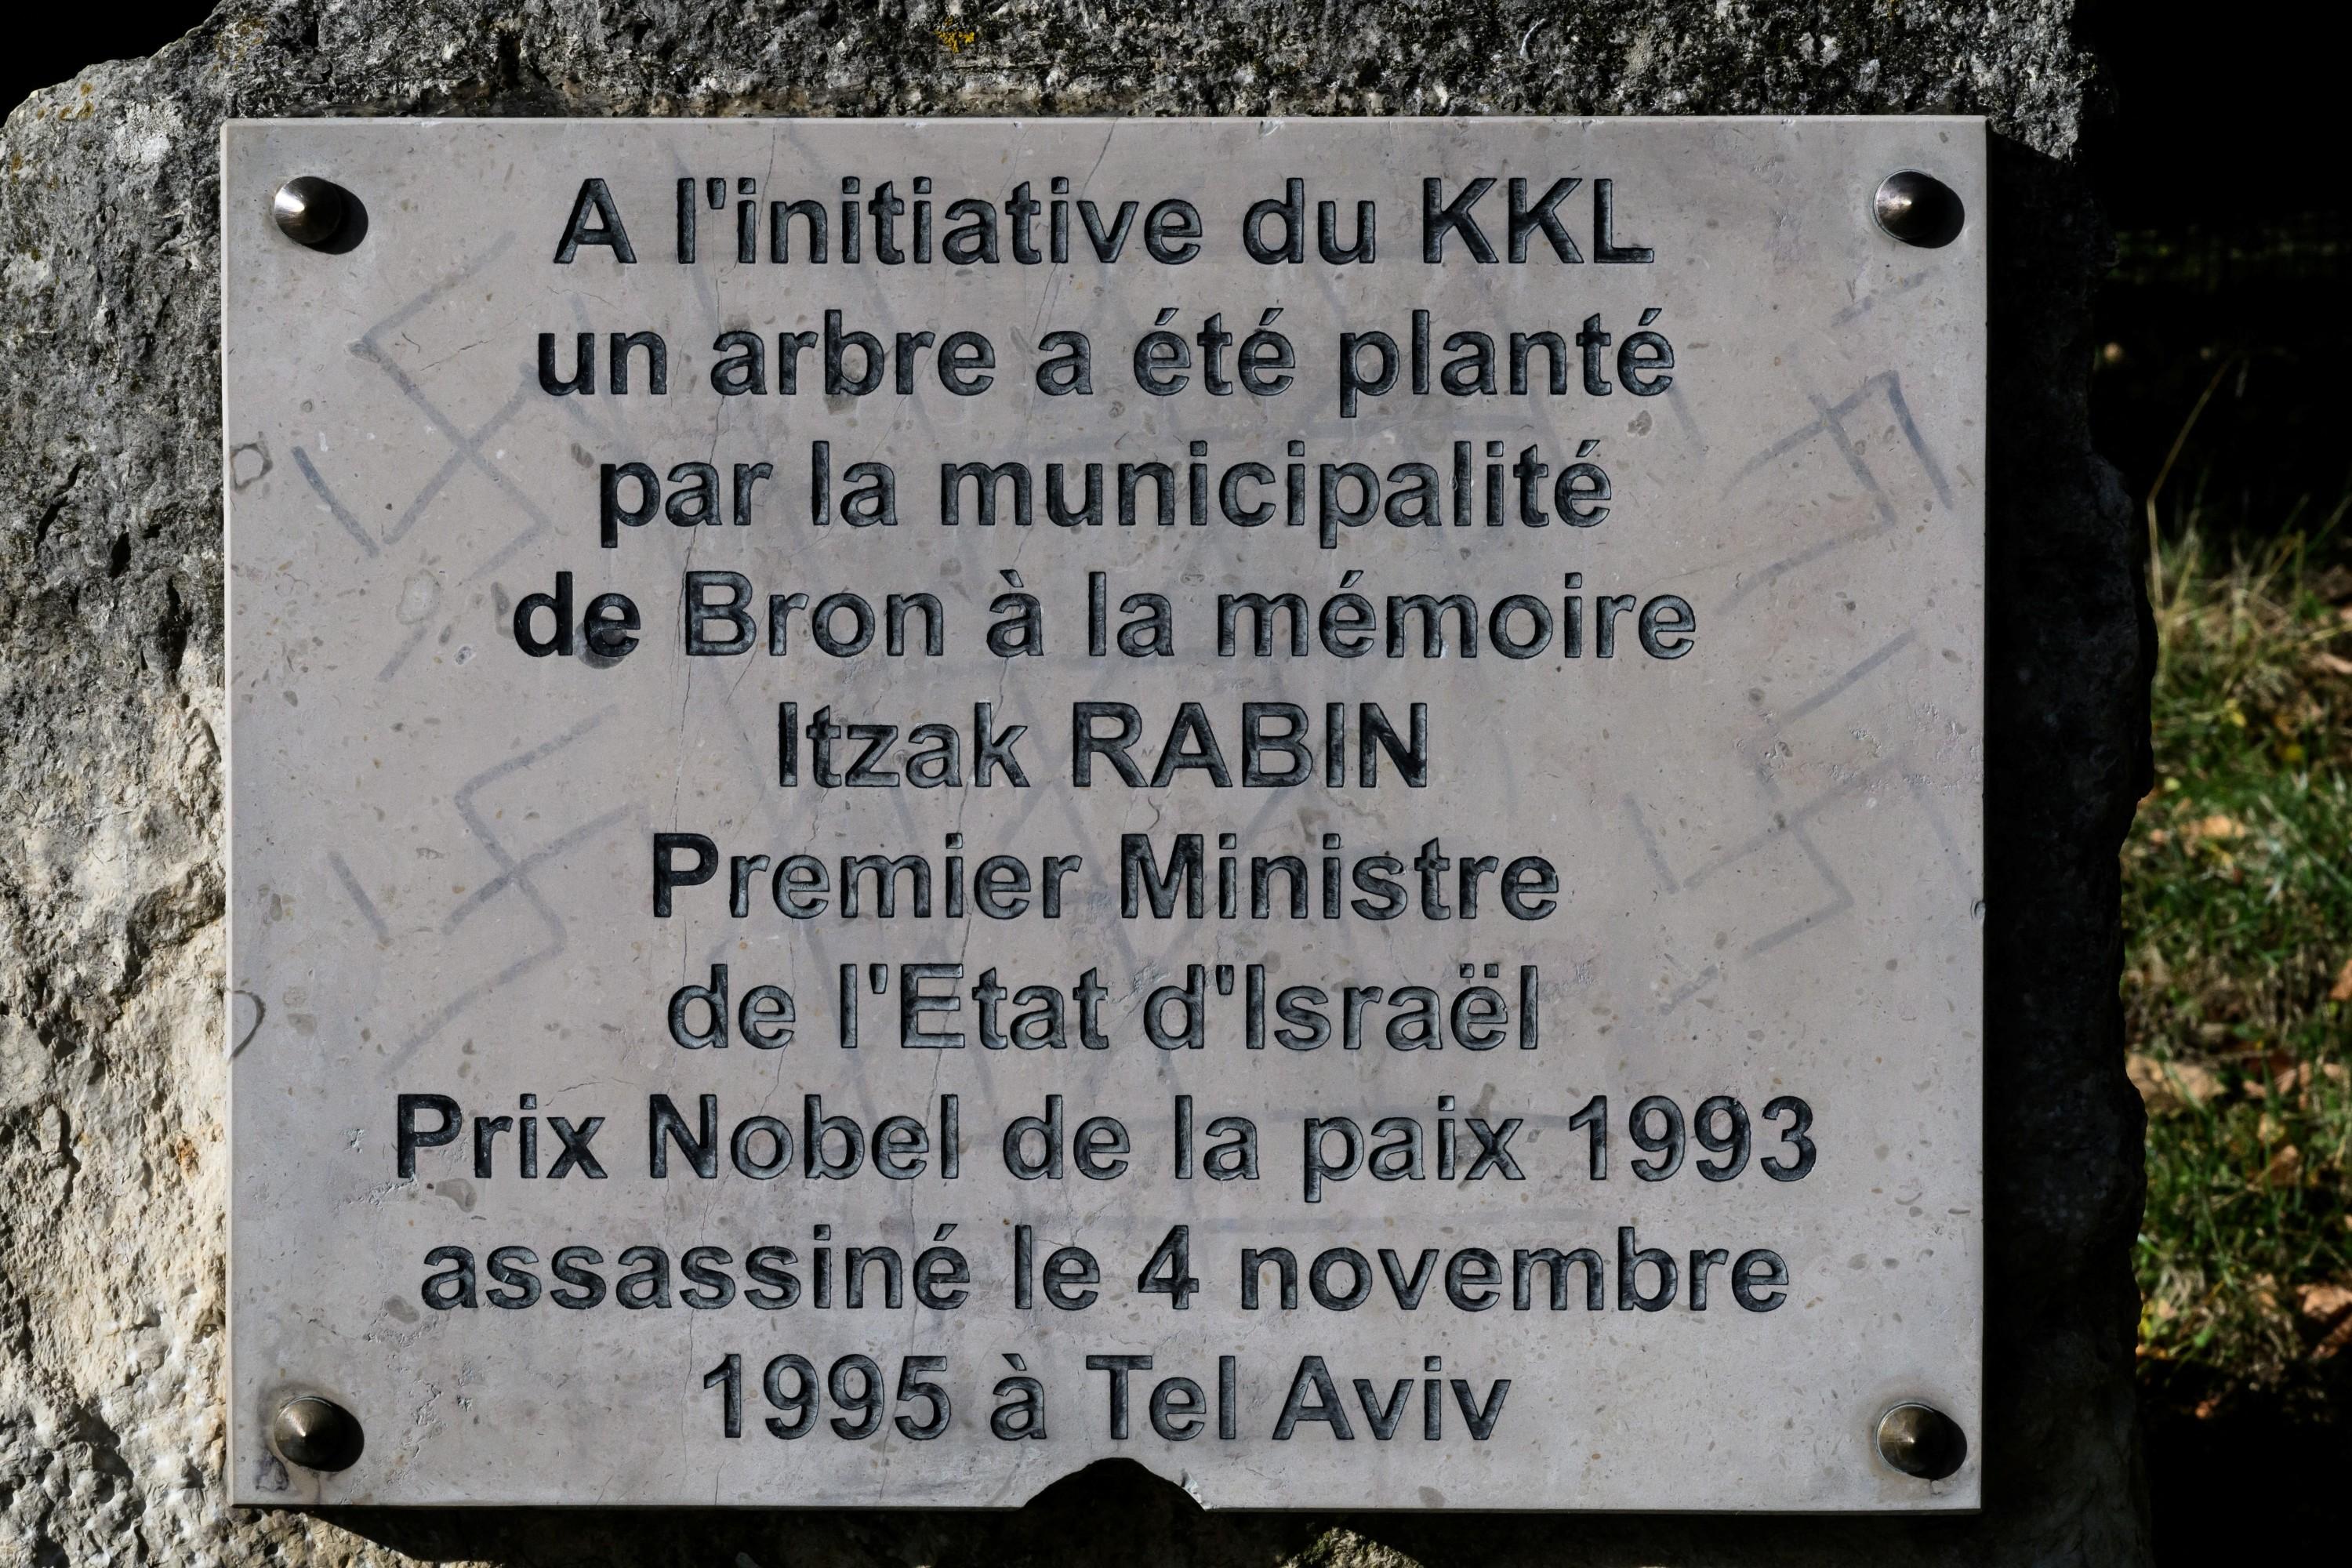 A l'initiative du KKL
un arbre a été planté
par la municipalité
de Bron à la mémoire
Itzak RABIN
Premier Ministre
de l'Etat d'Israël
Prix Nobel de la paix 1993
assassiné le 4 novembre
1995 à Tel Aviv